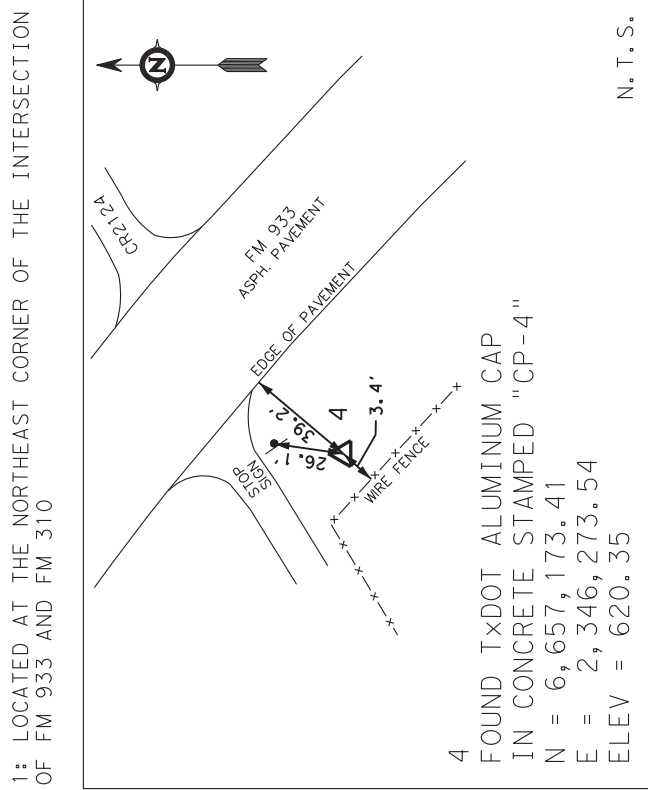 1: LOCATED AT THE NORTHEAST CORNER OF THE INTERSECTION
OF FM 933 AND FM 310
N
CR2124
FM 933
ASPH. PAVEMENT
EDGE OF PAVEMENT
STOP
SIGN
39.2'
26.1'
4
3.4'
WIRE FENCE
4
FOUND TxDOT ALUMINUM CAP
IN CONCRETE STAMPED "CP-4"
N = 6,657,173.41
E = 2,346,273.54
ELEV = 620.35
N.T.S.